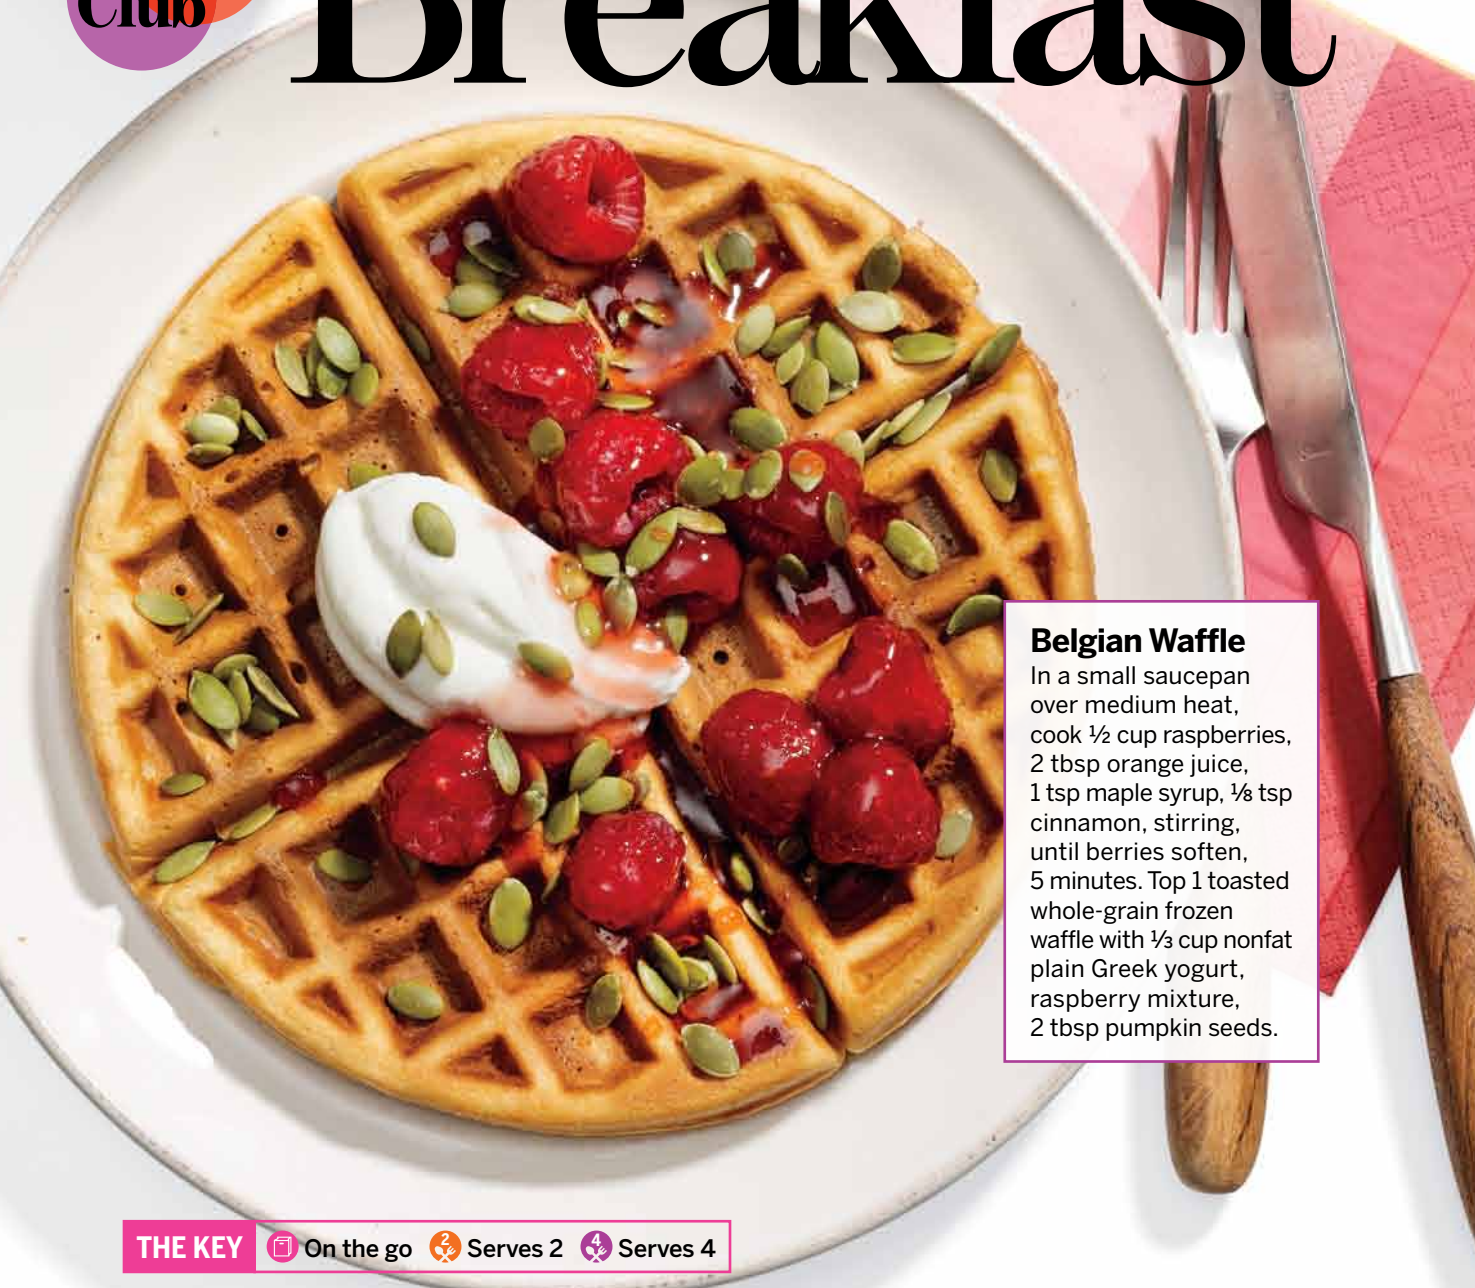 Club
Breakfast
Belgian Waffle
In a small saucepan
over medium heat,
cook ½ cup raspberries,
2 tbsp orange juice,
1 tsp maple syrup, ⅛ tsp
cinnamon, stirring,
until berries soften,
5 minutes. Top 1 toasted
whole-grain frozen
waffle with ⅓ cup nonfat
plain Greek yogurt,
raspberry mixture,
2 tbsp pumpkin seeds.
THE KEY On the go 2 Serves 2 4 Serves 4